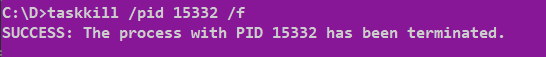 C:\D>taskkill /pid 15332 /f
SUCCESS: The process with PID 15332 has been terminated.